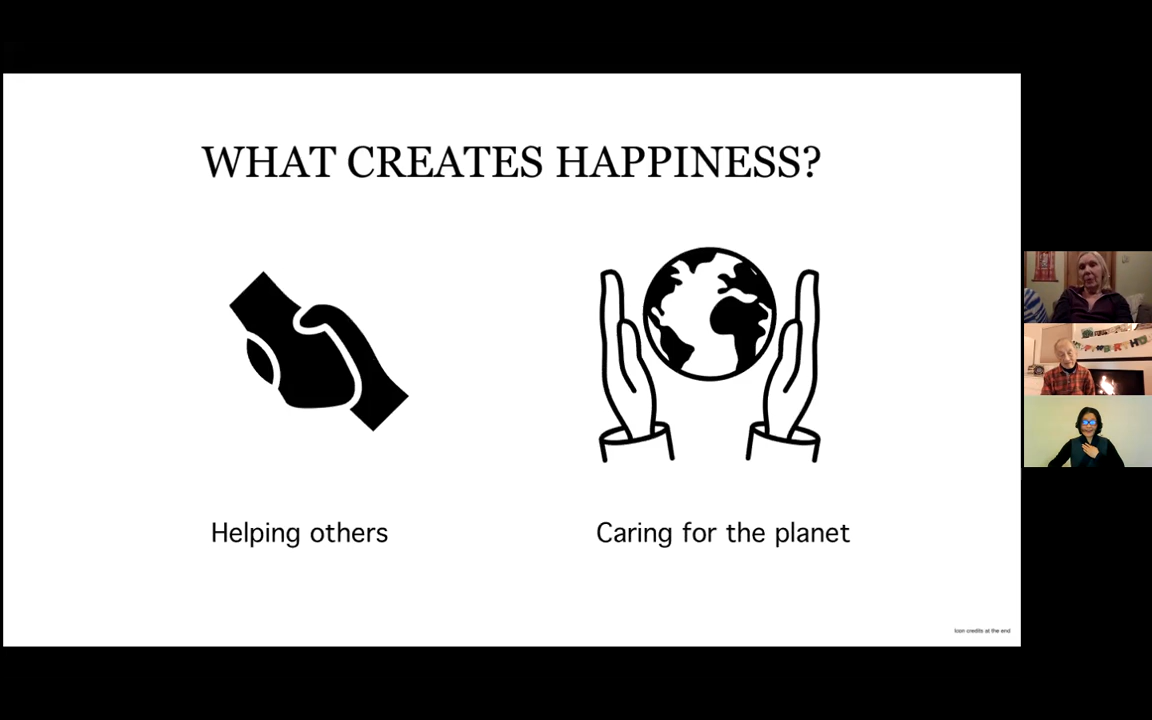 WHAT CREATES HAPPINESS?
Helping others
Caring for the planet
Icon credits at the end